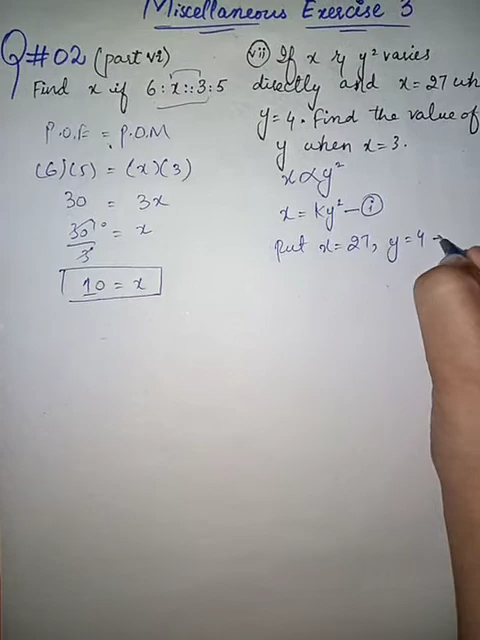 Miscellaneous Exercise 3
Q#02 (part vi)
Find x if 6:x::3:5
P.O.E = P.O.M
(6)(5) = (x)(3)
30 = 3x
30/3 = x
10
10 = x
(vii) If x ry y² varies
directly and x=27 wh
y=4. Find the value of
y when x=3.
x∝y²
x = Ky² — (i)
Put x=27, y=4